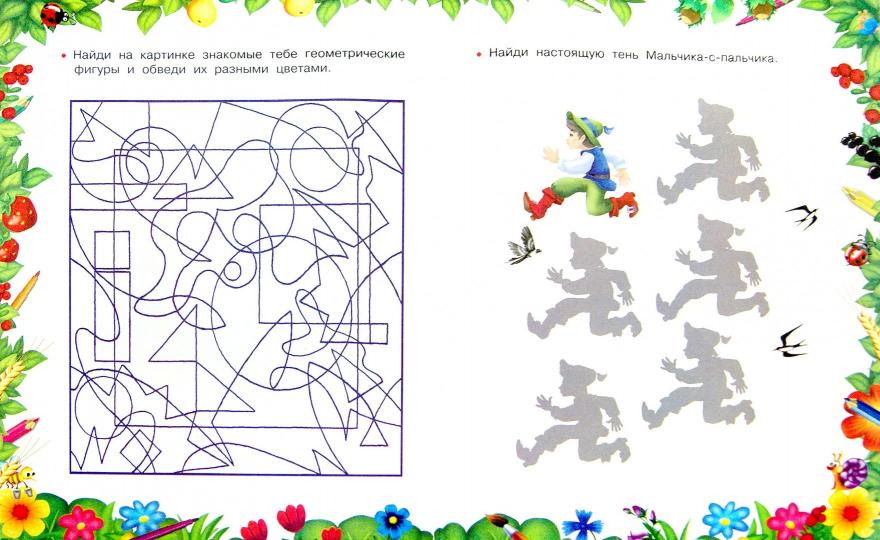 Найди на картинке знакомые тебе геометрические
фигуры и обведи их разными цветами.
Найди настоящую тень Мальчика-с-пальчика.